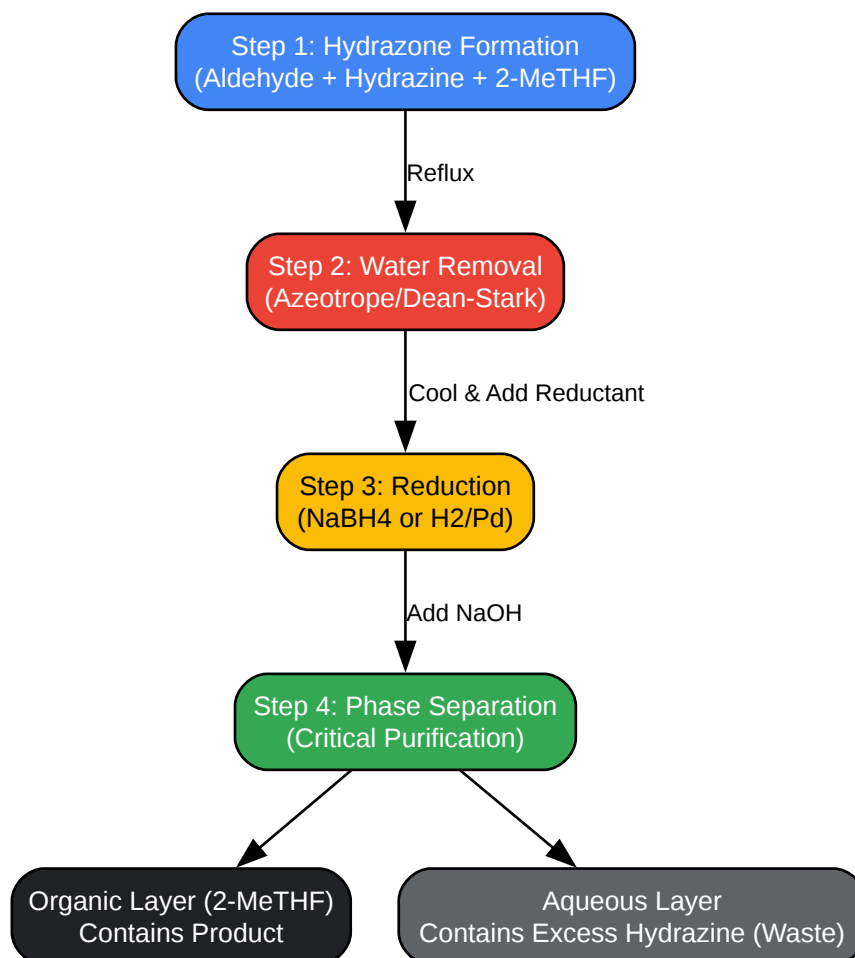 Step 1: Hydrazone Formation
(Aldehyde + Hydrazine + 2-MeTHF)
Reflux
Step 2: Water Removal
(Azeotrope/Dean-Stark)
Cool & Add Reductant
Step 3: Reduction
(NaBH4 or H2/Pd)
Add NaOH
Step 4: Phase Separation
(Critical Purification)
Organic Layer (2-MeTHF)
Contains Product
Aqueous Layer
Contains Excess Hydrazine (Waste)